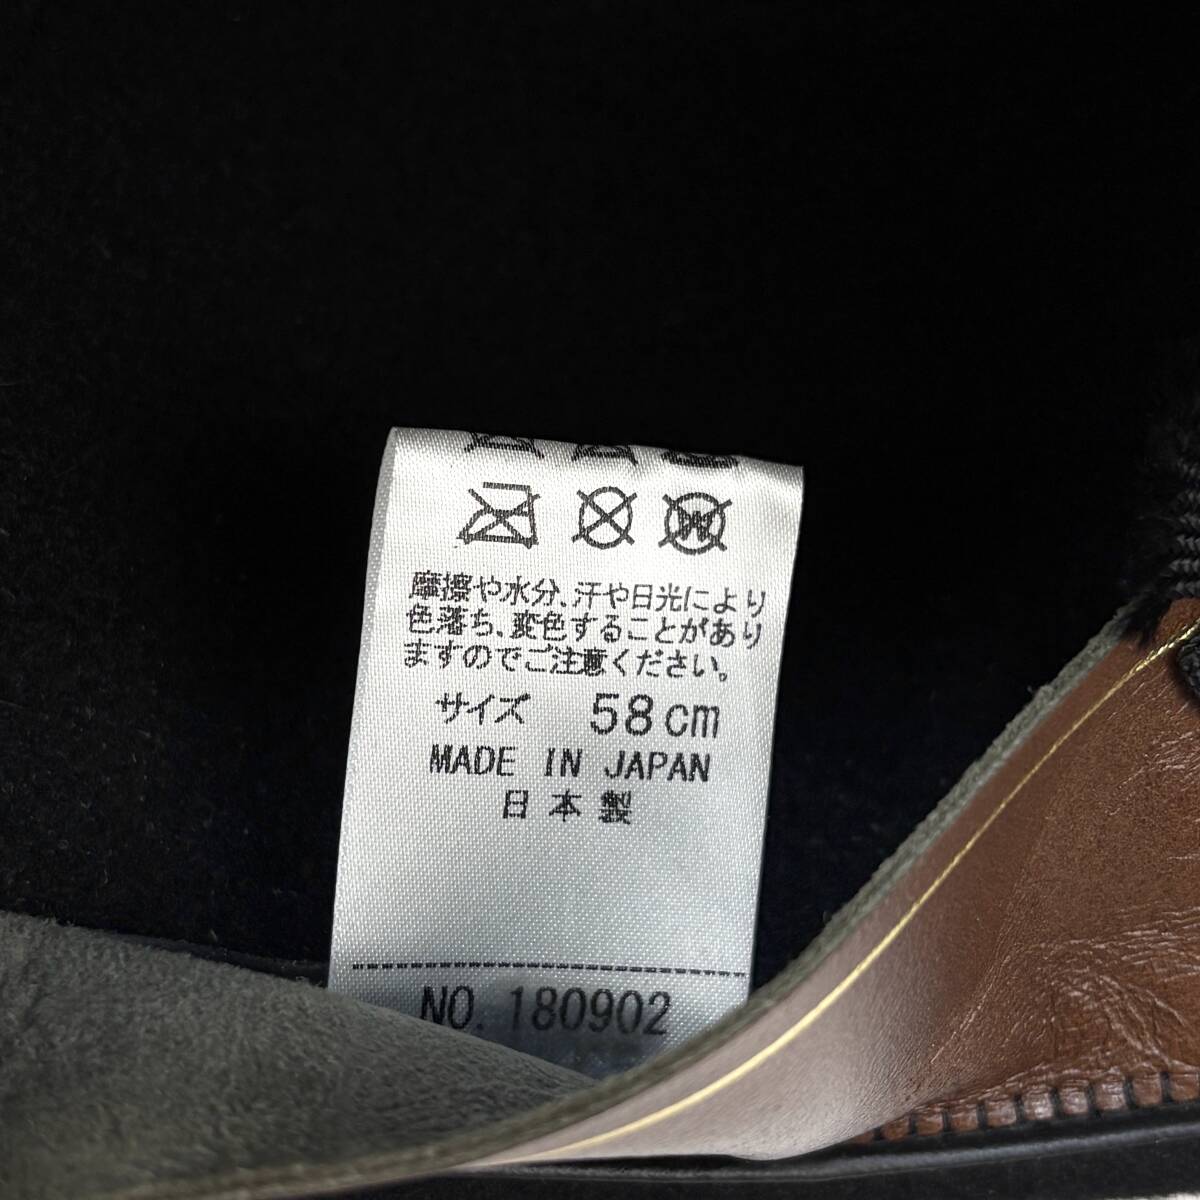 摩擦や水分、汗や日光により
色落ち、変色することがあり
ますのでご注意ください。
サイズ 58cm
MADE IN JAPAN
日本製
NO. 180902